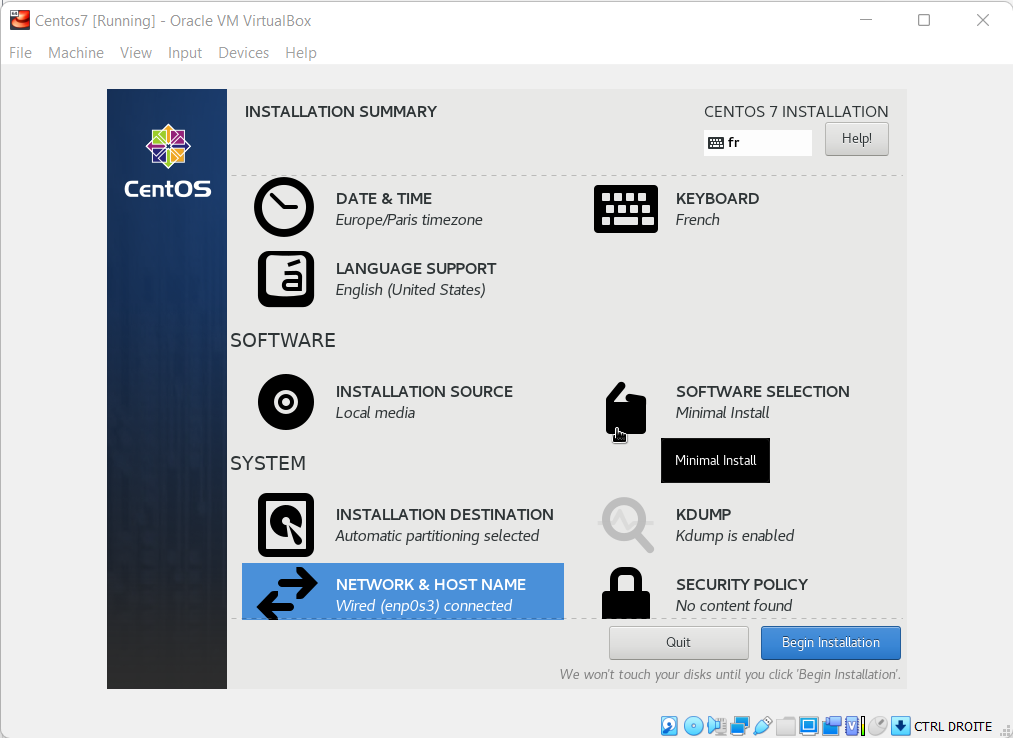 Centos7 [Running] - Oracle VM VirtualBox
File Machine View Input Devices Help
INSTALLATION SUMMARY
CENTOS 7 INSTALLATION
fr
Help!
CentOS
DATE & TIME
Europe/Paris timezone
KEYBOARD
French
LANGUAGE SUPPORT
English (United States)
SOFTWARE
INSTALLATION SOURCE
Local media
SOFTWARE SELECTION
Minimal Install
Minimal Install
SYSTEM
INSTALLATION DESTINATION
Automatic partitioning selected
KDUMP
Kdump is enabled
NETWORK & HOST NAME
Wired (enp0s3) connected
SECURITY POLICY
No content found
Quit
Begin Installation
We won't touch your disks until you click 'Begin Installation'.
CTRL DROITE